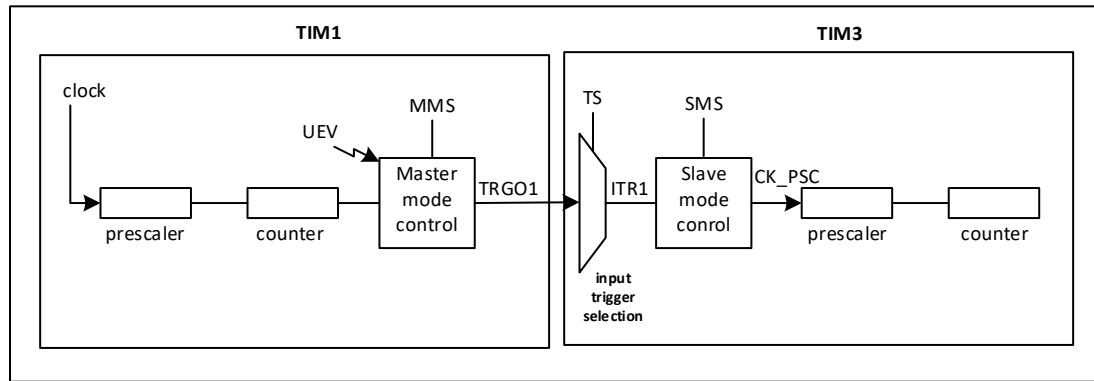 TIM1
TIM3
clock
MMS
TS
SMS
UEV
Master
mode
control
TRGO1
ITR1
Slave
mode
conrol
CK_PSC
prescaler
counter
prescaler
counter
input
trigger
selection